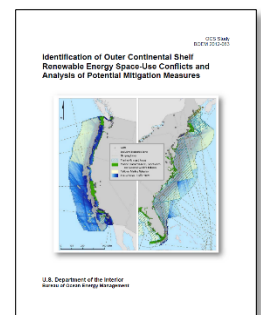 OCS Study
BOEM 2012-083
Identification of Outer Continental Shelf
Renewable Energy Space-Use Conflicts and
Analysis of Potential Mitigation Measures
U.S. Department of the Interior
Bureau of Ocean Energy Management